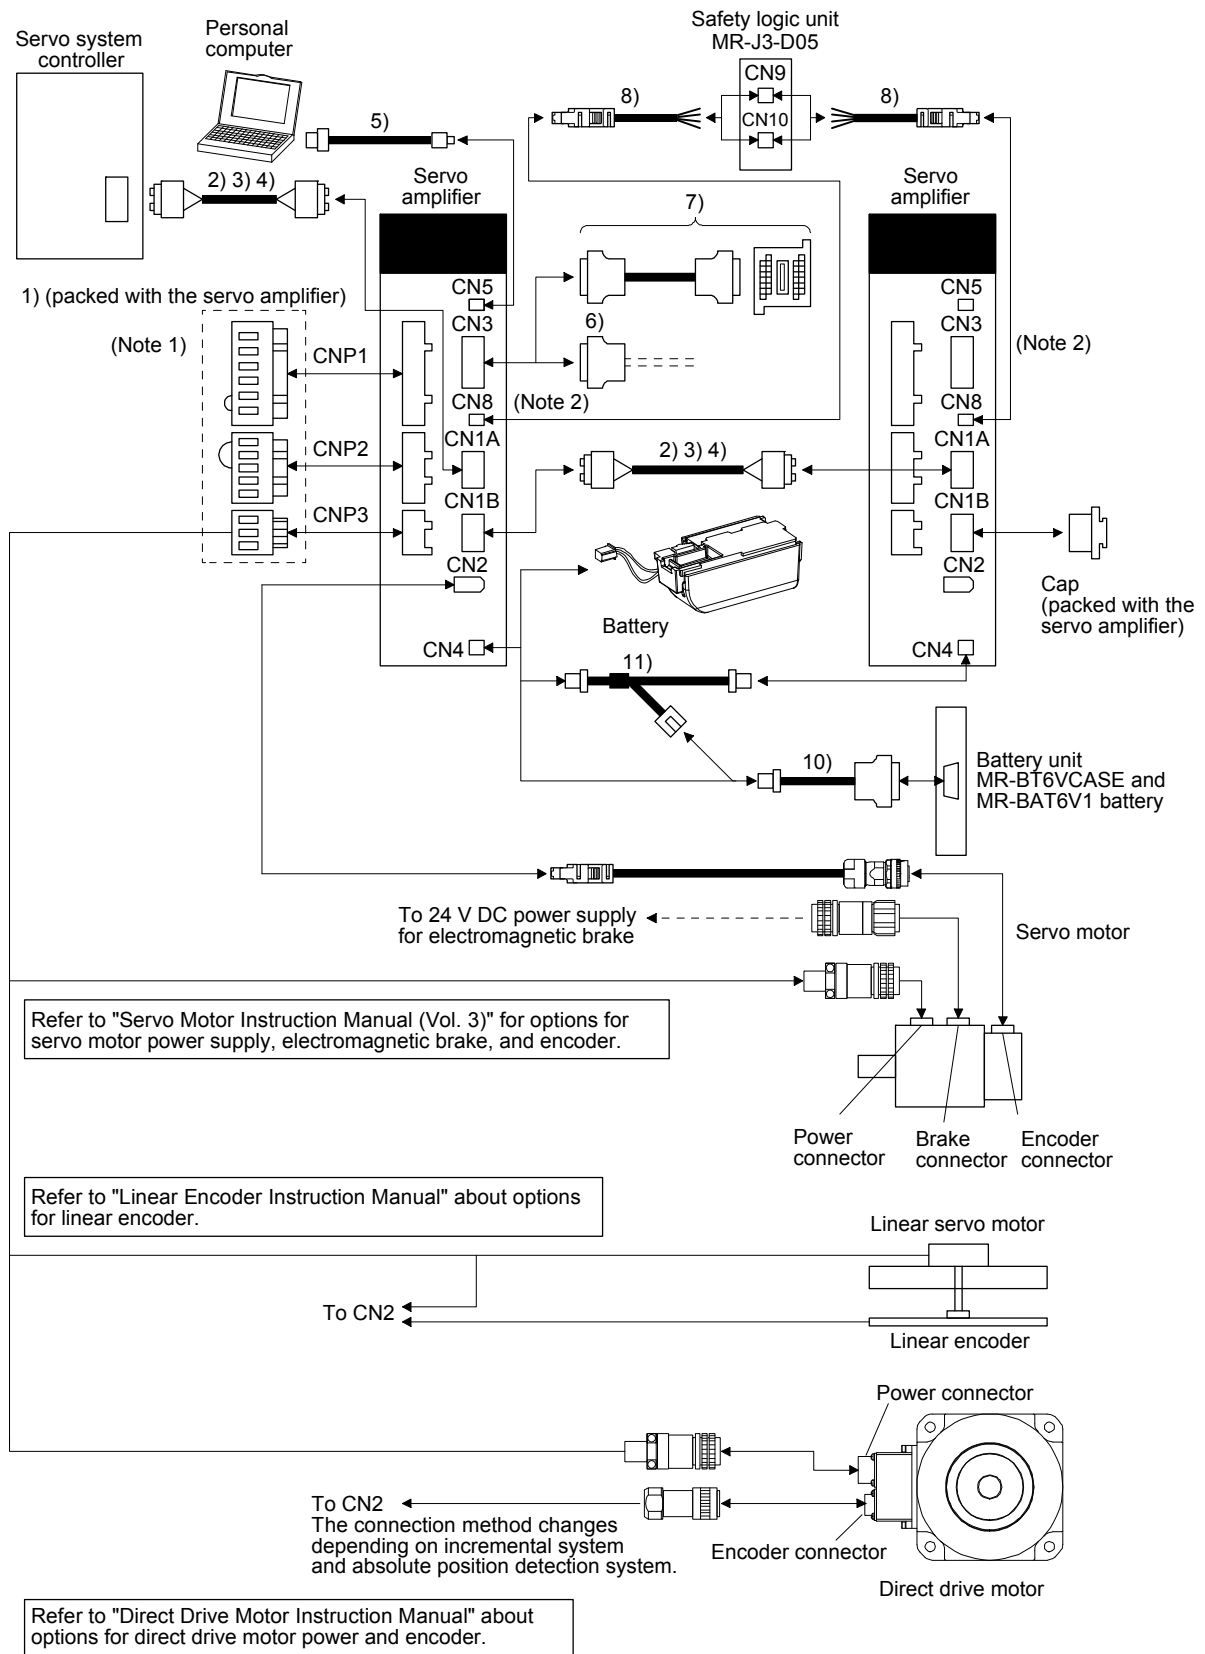 Servo system
controller
Personal
computer
Safety logic unit
MR-J3-D05
CN9
CN10
8)
8)
5)
2) 3) 4)
Servo
amplifier
Servo
amplifier
7)
1) (packed with the servo amplifier)
(Note 1)
CNP1
CNP2
CNP3
CN5
CN3
CN8
(Note 2)
CN1A
CN1B
CN2
CN4
6)
2) 3) 4)
CN5
CN3
(Note 2)
CN8
CN1A
CN1B
CN2
CN4
Cap
(packed with the
servo amplifier)
Battery
11)
10)
Battery unit
MR-BT6VCASE and
MR-BAT6V1 battery
To 24 V DC power supply
for electromagnetic brake
Servo motor
Refer to "Servo Motor Instruction Manual (Vol. 3)" for options for
servo motor power supply, electromagnetic brake, and encoder.
Power
connector
Brake
connector
Encoder
connector
Refer to "Linear Encoder Instruction Manual" about options
for linear encoder.
Linear servo motor
To CN2
Linear encoder
Power connector
To CN2
The connection method changes
depending on incremental system
and absolute position detection system.
Encoder connector
Direct drive motor
Refer to "Direct Drive Motor Instruction Manual" about
options for direct drive motor power and encoder.